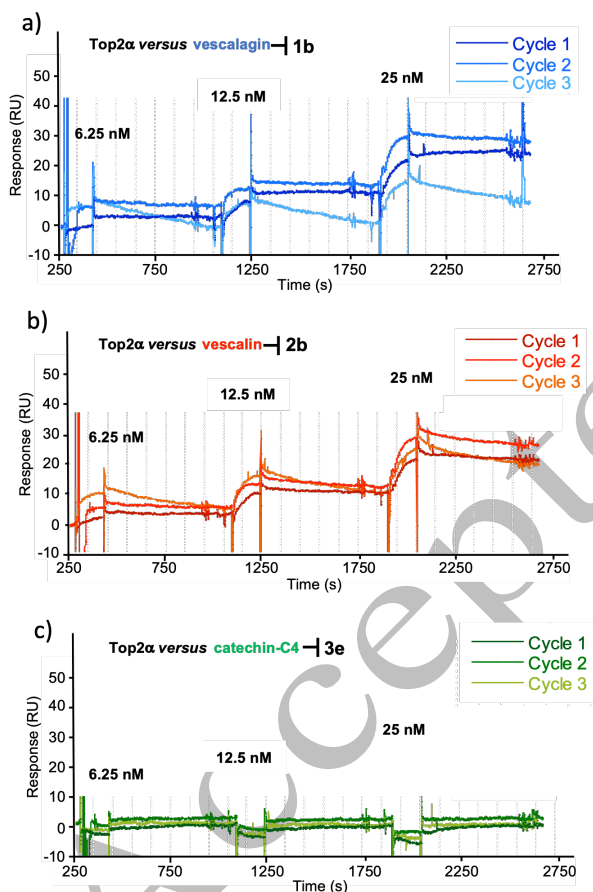 a)
Top2α versus vescalagin 1b
Cycle 1
Cycle 2
Cycle 3
6.25 nM
12.5 nM
25 nM
Response (RU)
50
40
30
20
10
0
-10
250
750
1250
1750
2250
2750
Time (s)
b)
Top2α versus vescalin 2b
Cycle 1
Cycle 2
Cycle 3
6.25 nM
12.5 nM
25 nM
Response (RU)
50
40
30
20
10
0
-10
250
750
1250
1750
2250
2750
Time (s)
c)
Top2α versus catechin-C4 3e
Cycle 1
Cycle 2
Cycle 3
6.25 nM
12.5 nM
25 nM
Response (RU)
50
40
30
20
10
0
-10
250
750
1250
1750
2250
2750
Time (s)